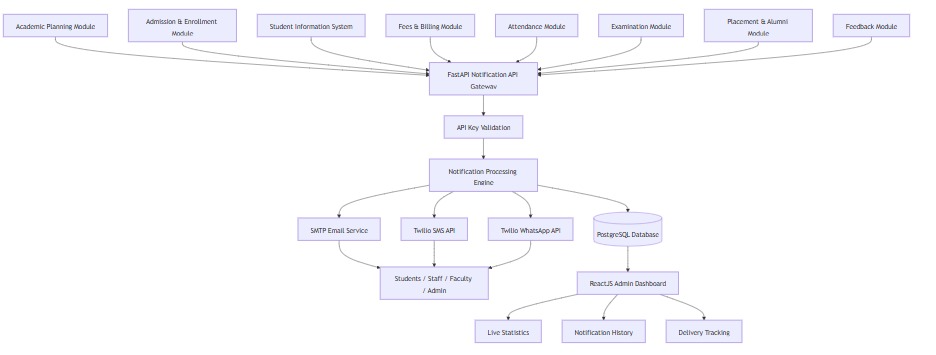 Academic Planning Module
Admission & Enrollment
Module
Student Information System
Fees & Billing Module
Attendance Module
Examination Module
Placement & Alumni
Module
Feedback Module
FastAPI Notification API
Gateway
API Key Validation
Notification Processing
Engine
SMTP Email Service
Twilio SMS API
Twilio WhatsApp API
PostgreSQL Database
Students / Staff / Faculty
/ Admin
ReactJS Admin Dashboard
Live Statistics
Notification History
Delivery Tracking